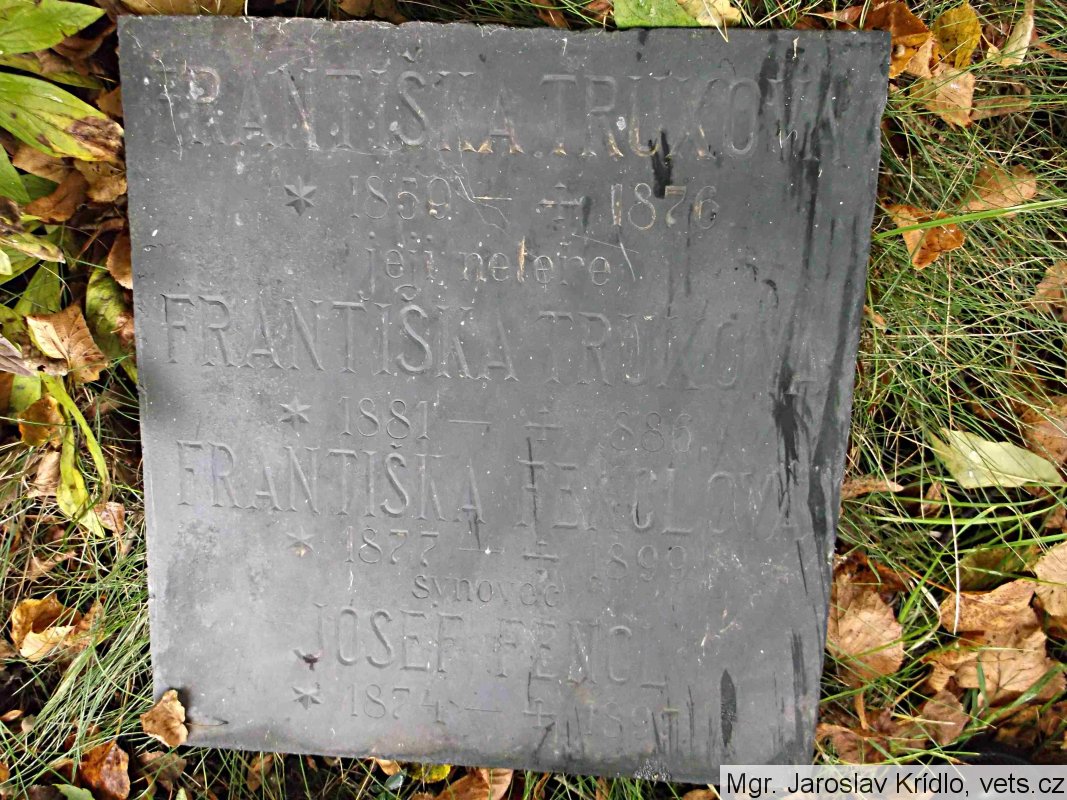 FRANTIŠKA TRUKOVÁ
* 1859 — + 1876
její neteře
FRANTIŠKA TRUKOVÁ
* 1881 — + 1886
FRANTIŠKA FENCLOVÁ
* 1877 — + 1899
synovec
JOSEF FENCL
* 1874 — +
Mgr. Jaroslav Krídlo, vets.cz